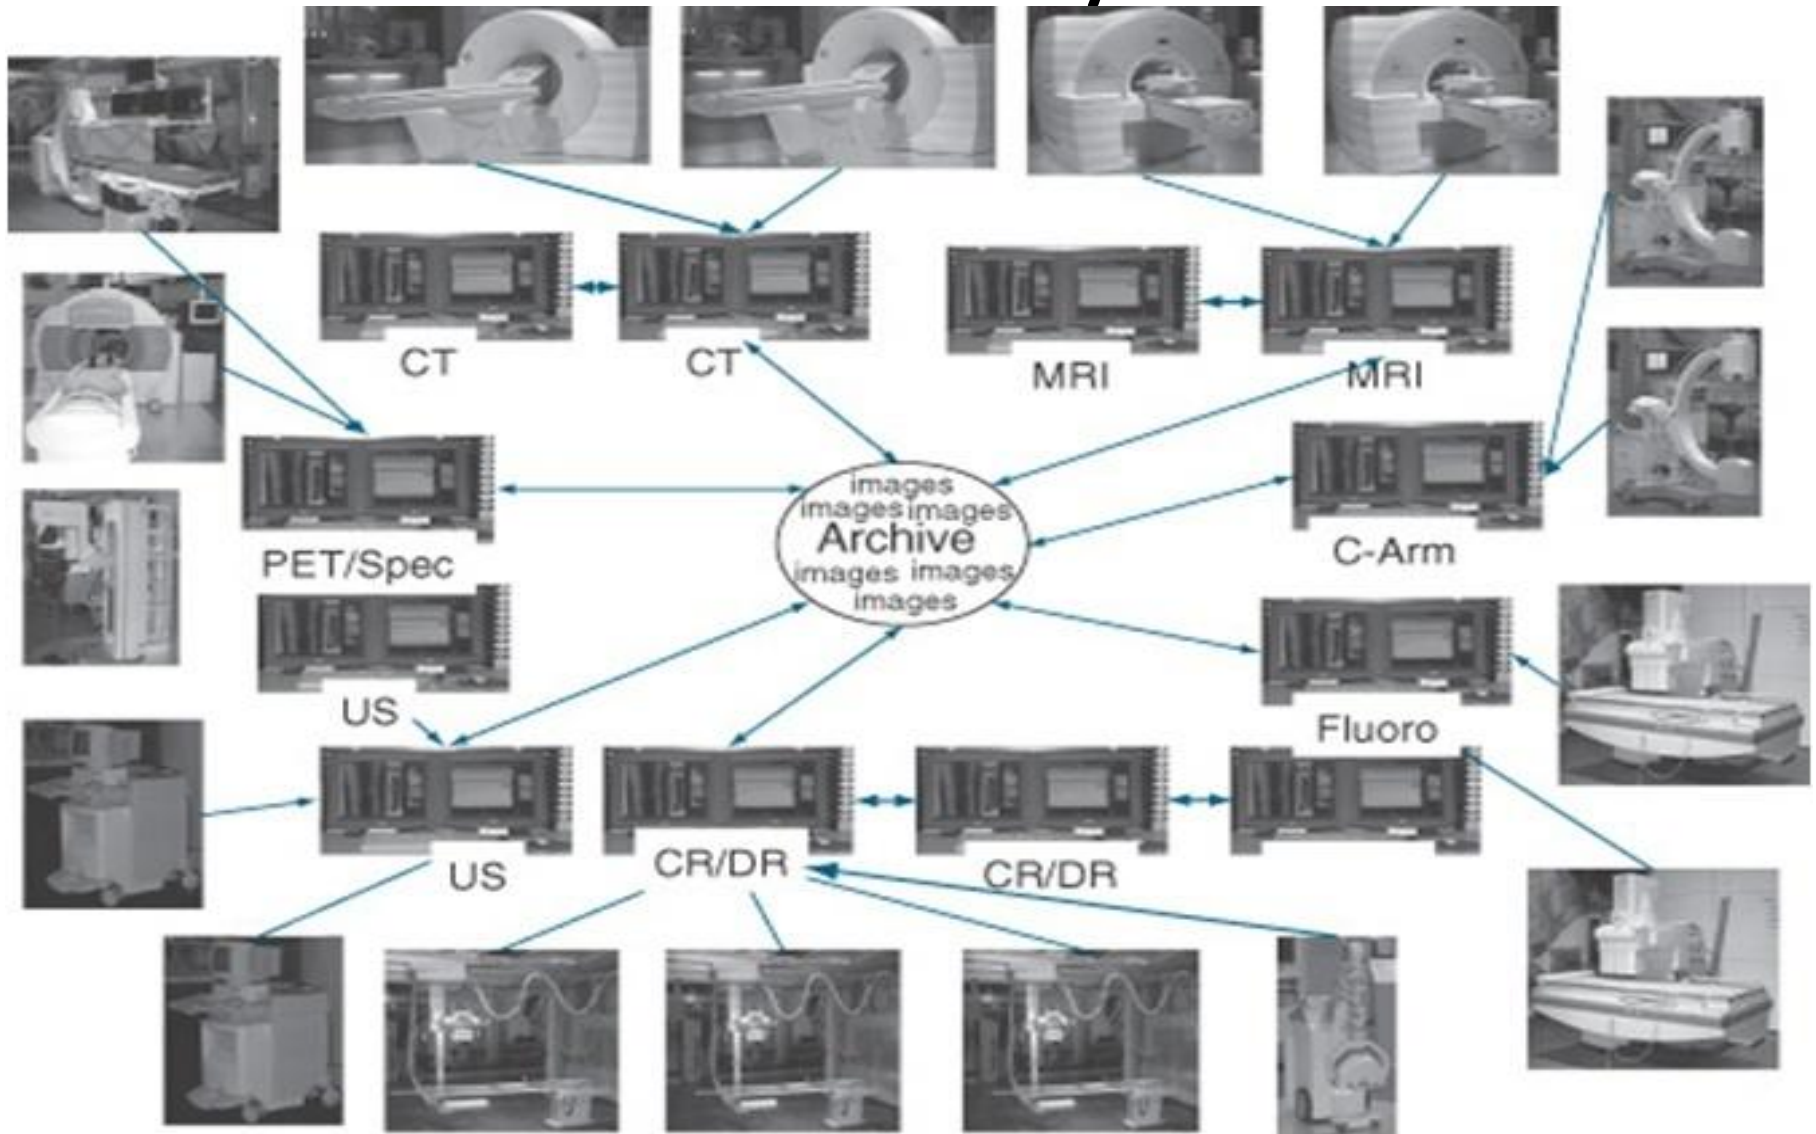 CT
CT
MRI
MRI
images
images images
Archive
images images
images
C-Arm
PET/Spec
US
Fluoro
US
CR/DR
CR/DR